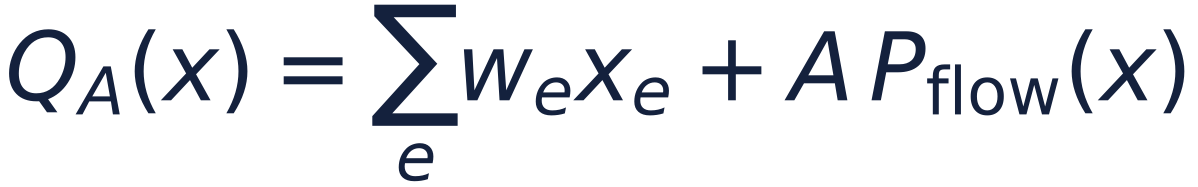 Q_A(x) = ∑_e w_e x_e + A P_flow(x)